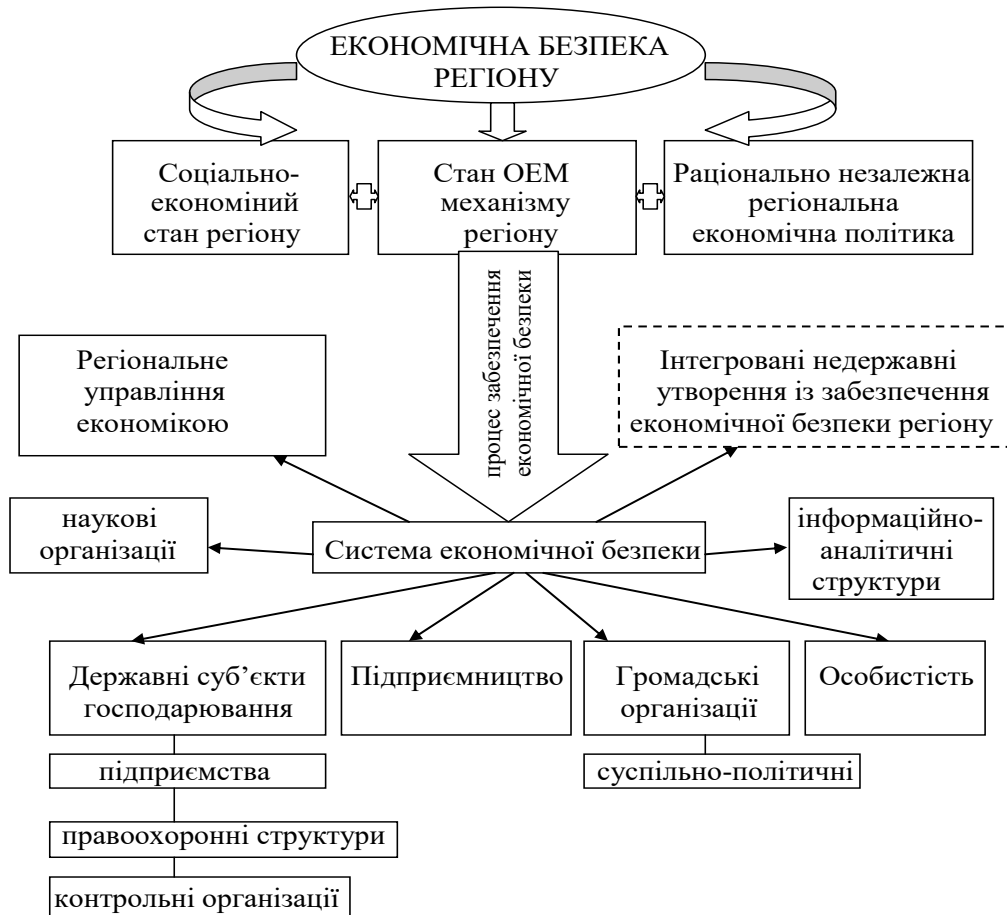 ЕКОНОМІЧНА БЕЗПЕКА
РЕГІОНУ
Соціально-
економіний
стан регіону
Стан ОЕМ
механізму
регіону
Раціонально незалежна
регіональна
економічна політика
процес забезпечення
економічної безпеки
Регіональне
управління
економікою
Інтегровані недержавні
утворення із забезпечення
економічної безпеки регіону
наукові
організації
Система економічної безпеки
інформаційно-
аналітичні
структури
Державні суб’єкти
господарювання
Підприємництво
Громадські
організації
Особистість
підприємства
суспільно-політичні
правоохоронні структури
контрольні організації